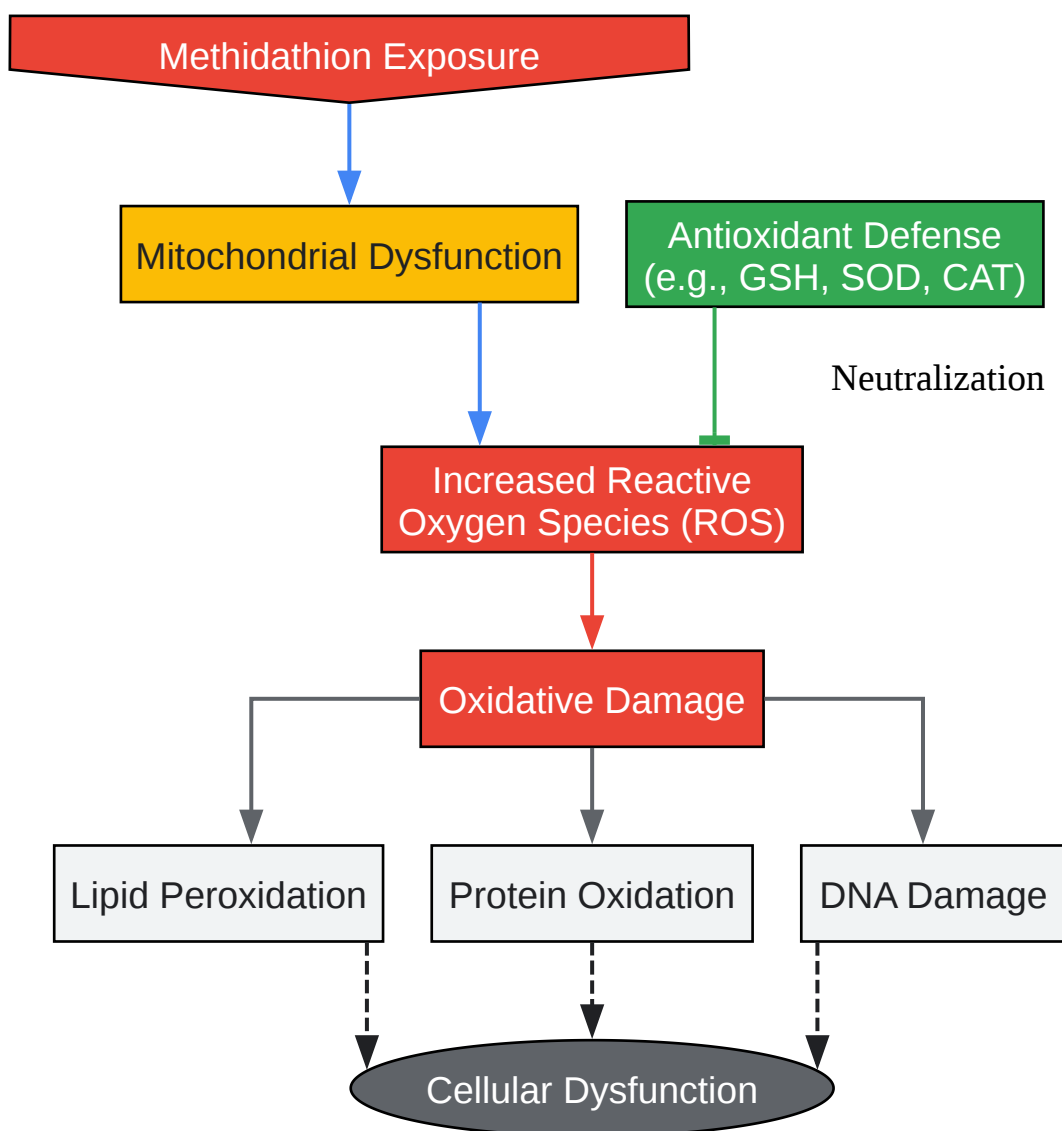 Methidathion Exposure
Mitochondrial Dysfunction
Antioxidant Defense
(e.g., GSH, SOD, CAT)
Neutralization
Increased Reactive
Oxygen Species (ROS)
Oxidative Damage
Lipid Peroxidation
Protein Oxidation
DNA Damage
Cellular Dysfunction